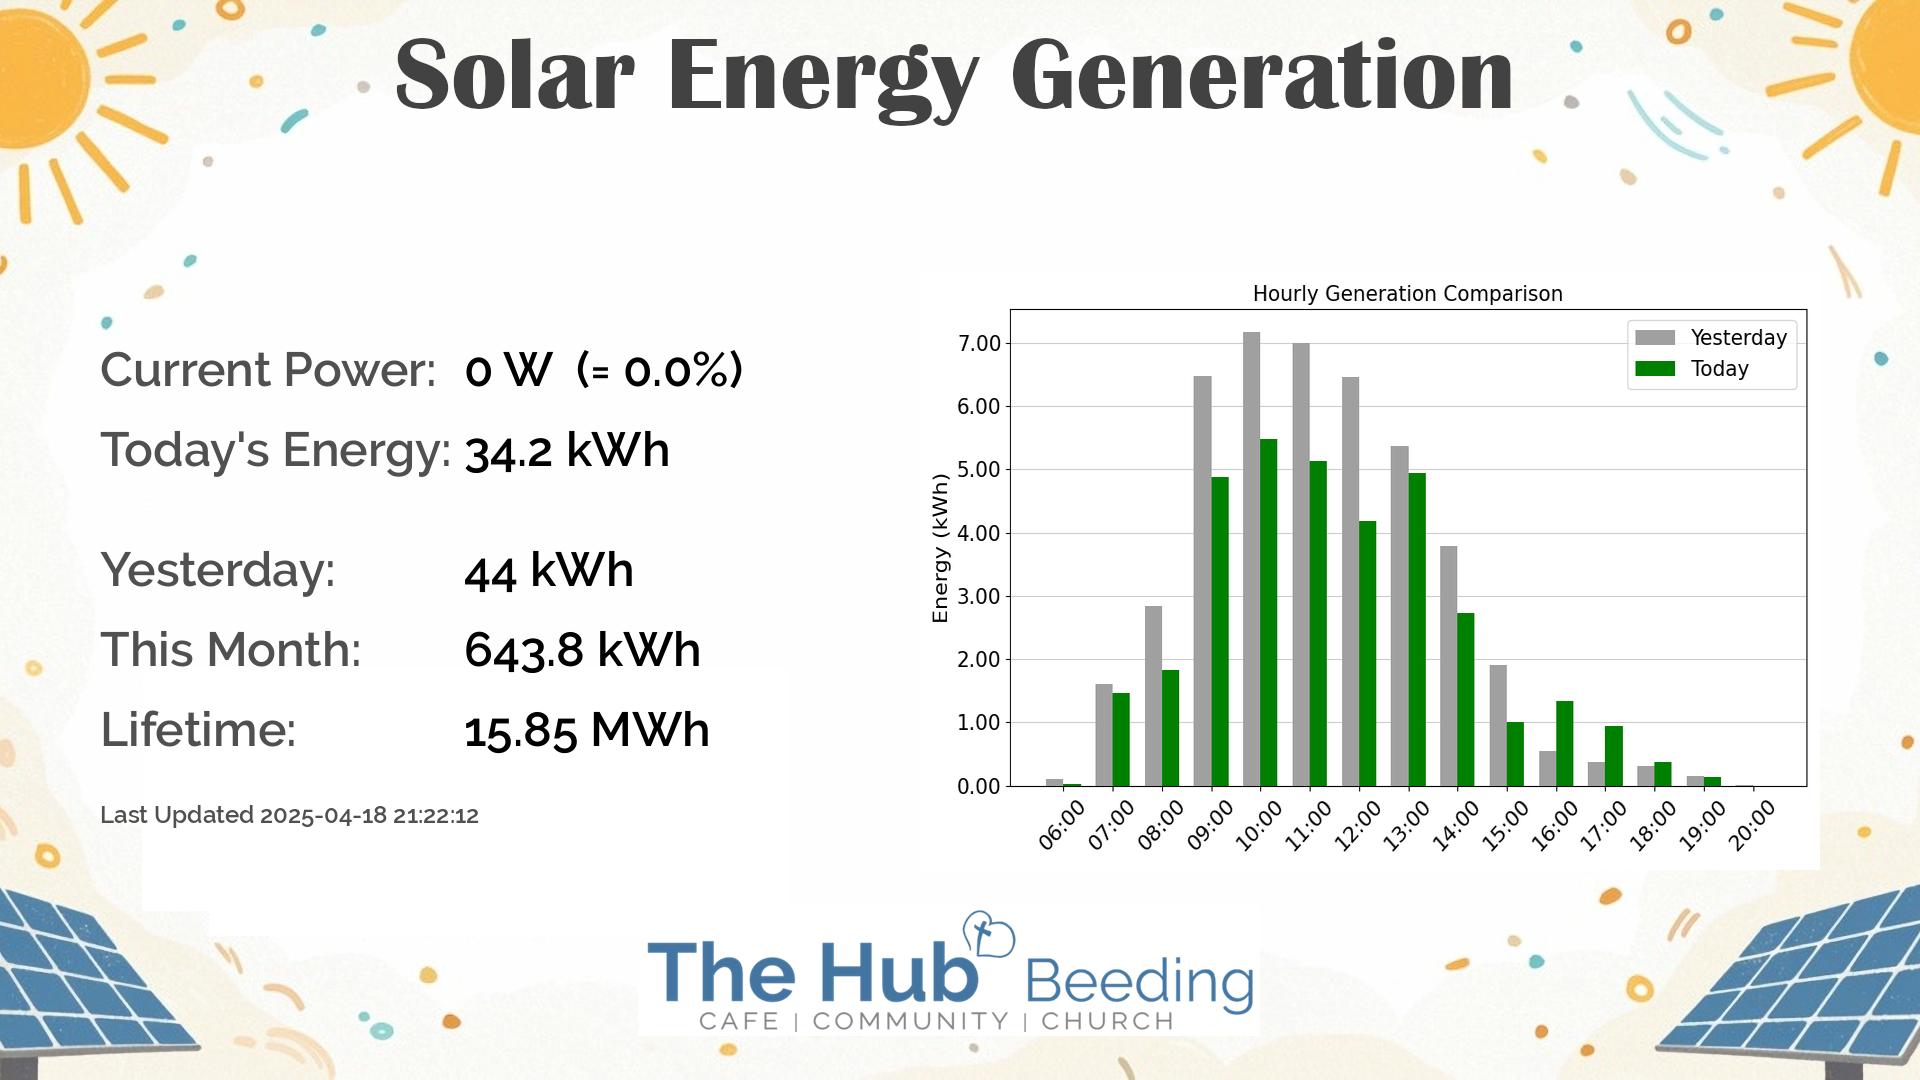 Solar Energy Generation
Current Power: 0 W (= 0.0%)
Today's Energy: 34.2 kWh
Yesterday: 44 kWh
This Month: 643.8 kWh
Lifetime: 15.85 MWh
Last Updated 2025-04-18 21:22:12
Hourly Generation Comparison
Yesterday
Today
Energy (kWh)
7.00
6.00
5.00
4.00
3.00
2.00
1.00
0.00
06:00 07:00 08:00 09:00 10:00 11:00 12:00 13:00 14:00 15:00 16:00 17:00 18:00 19:00 20:00
The Hub Beeding
CAFE | COMMUNITY | CHURCH